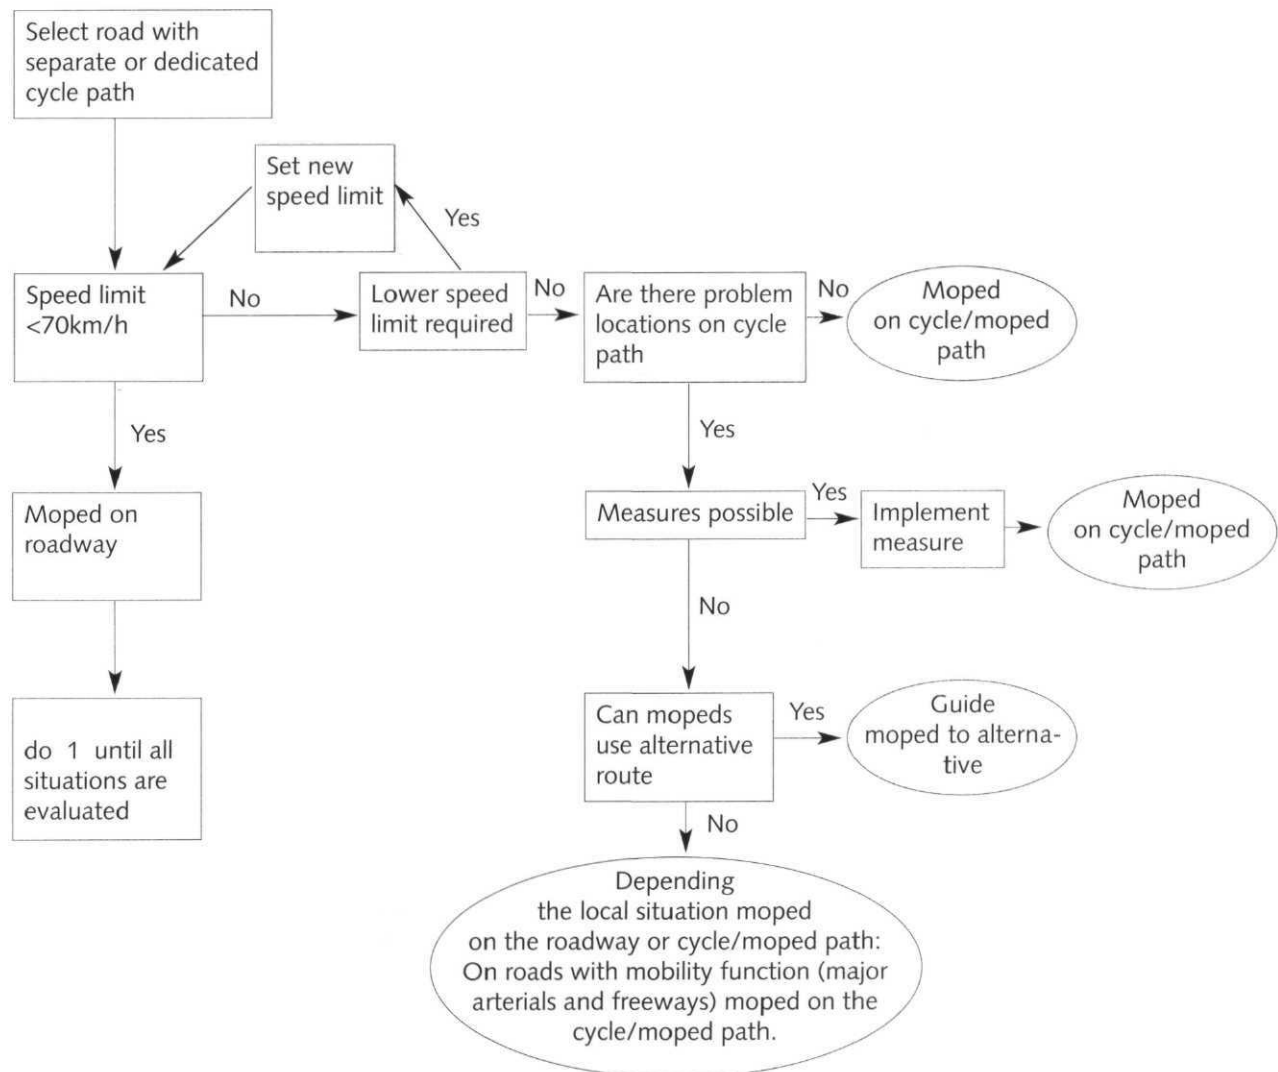 Select road with
separate or dedicated
cycle path
Set new
speed limit
Yes
Speed limit
<70km/h
No
Lower speed
limit required
No
Are there problem
locations on cycle
path
No
Moped
on cycle/moped
path
Yes
Yes
Moped on
roadway
Measures possible
Yes
Implement
measure
Moped
on cycle/moped
path
No
do 1 until all
situations are
evaluated
Can mopeds
use alternative
route
Yes
Guide
moped to alterna-
tive
No
Depending
the local situation moped
on the roadway or cycle/moped path:
On roads with mobility function (major
arterials and freeways) moped on the
cycle/moped path.